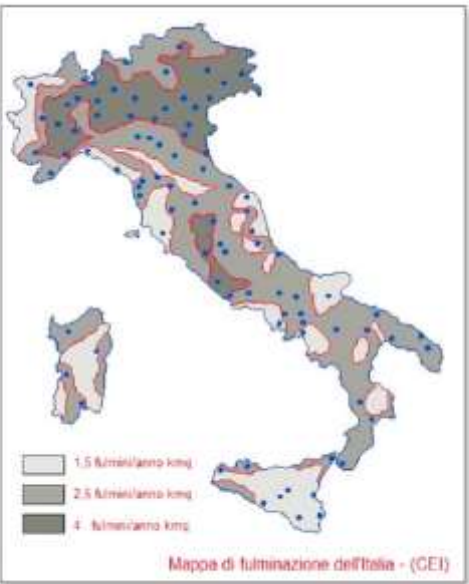 1,5 fulmini/anno kmq
2,5 fulmini/anno kmq
4 fulmini/anno kmq
Mappa di fulminazione dell'Italia - (CEI)